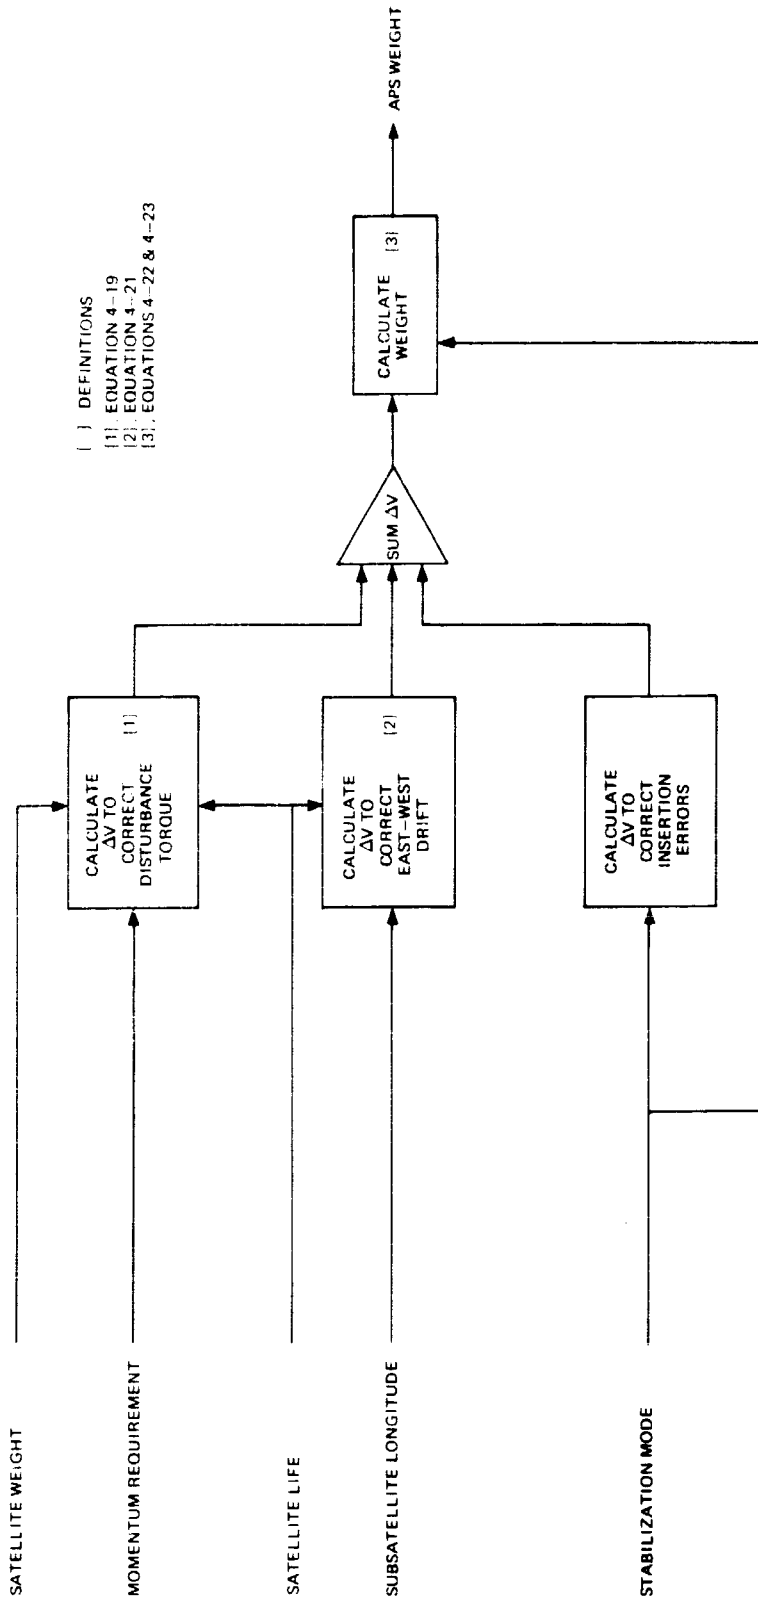 SATELLITE WEIGHT
MOMENTUM REQUIREMENT
SATELLITE LIFE
SUBSATELLITE LONGITUDE
STABILIZATION MODE
CALCULATE
ΔV TO
CORRECT
DISTURBANCE
TORQUE
[1]
CALCULATE
ΔV TO
CORRECT
EAST-WEST
DRIFT
[2]
CALCULATE
ΔV TO
CORRECT
INSERTION
ERRORS
SUM ΔV
CALCULATE
WEIGHT
[3]
APS WEIGHT
[ ] DEFINITIONS
[1]. EQUATION 4-19
[2]. EQUATION 4-21
[3]. EQUATIONS 4-22 & 4-23